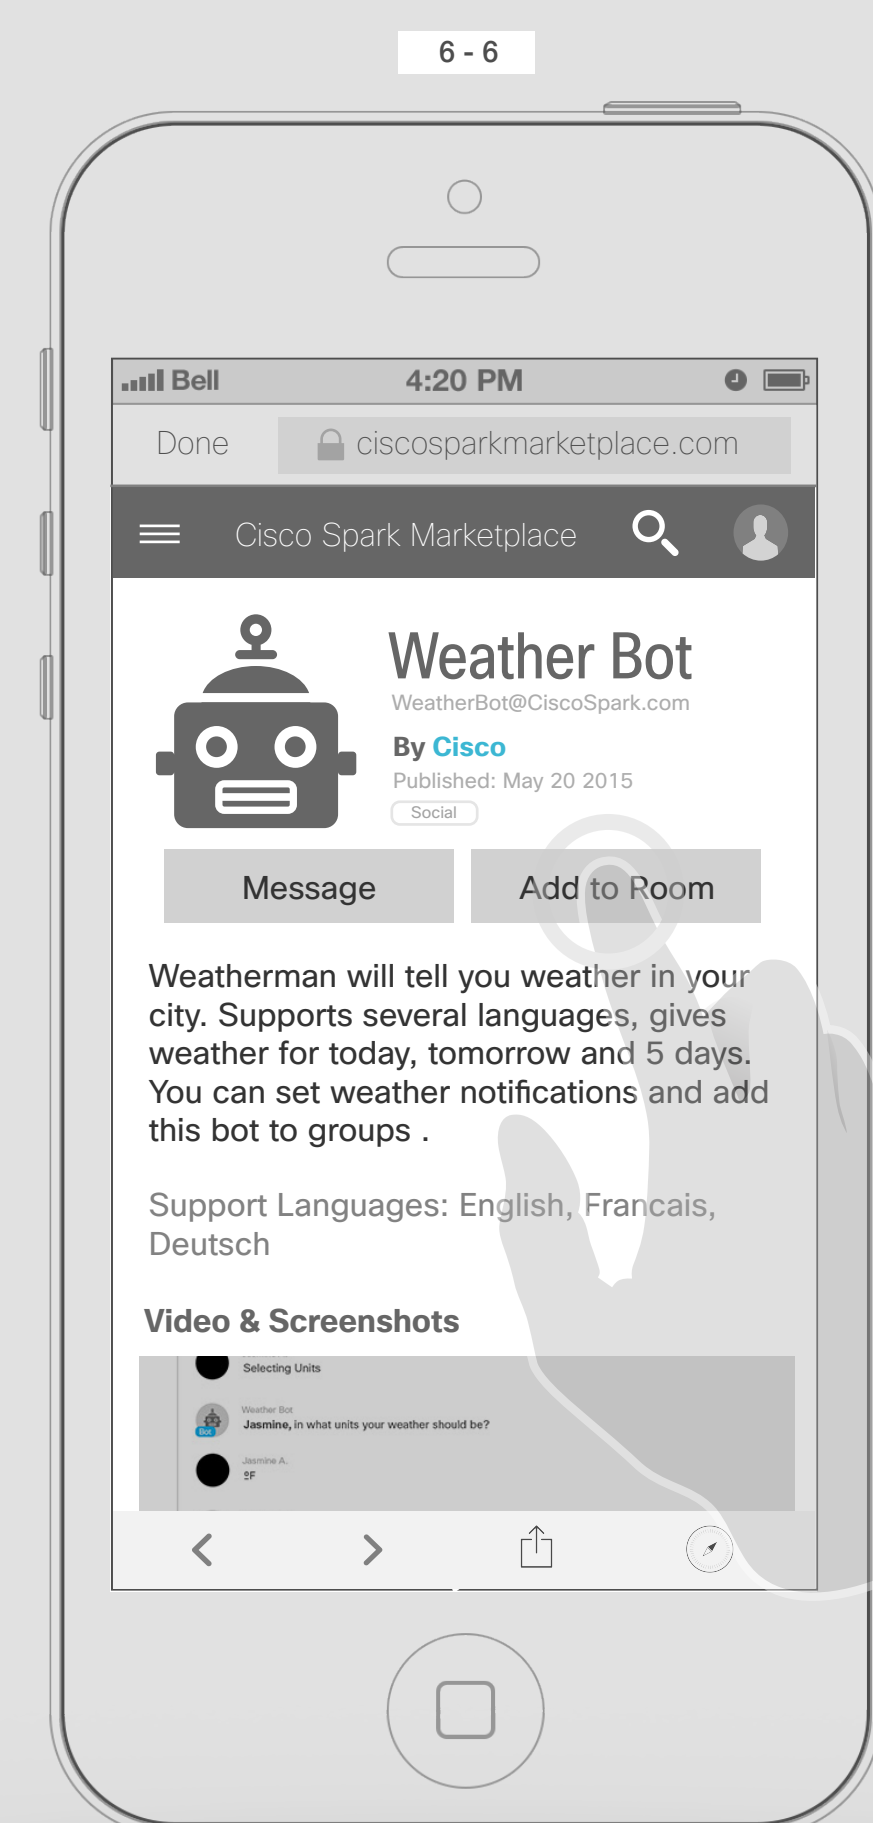 6 - 6
Bell 4:20 PM
Done ciscosparkmarketplace.com
Cisco Spark Marketplace
Weather Bot
WeatherBot@CiscoSpark.com
By Cisco
Published: May 20 2015
Social
Message Add to Room
Weatherman will tell you weather in your
city. Supports several languages, gives
weather for today, tomorrow and 5 days.
You can set weather notifications and add
this bot to groups .
Support Languages: English, Francais,
Deutsch
Video & Screenshots
Selecting Units
Weather Bot
Bot
Jasmine, in what units your weather should be?
Jasmine A.
ºF